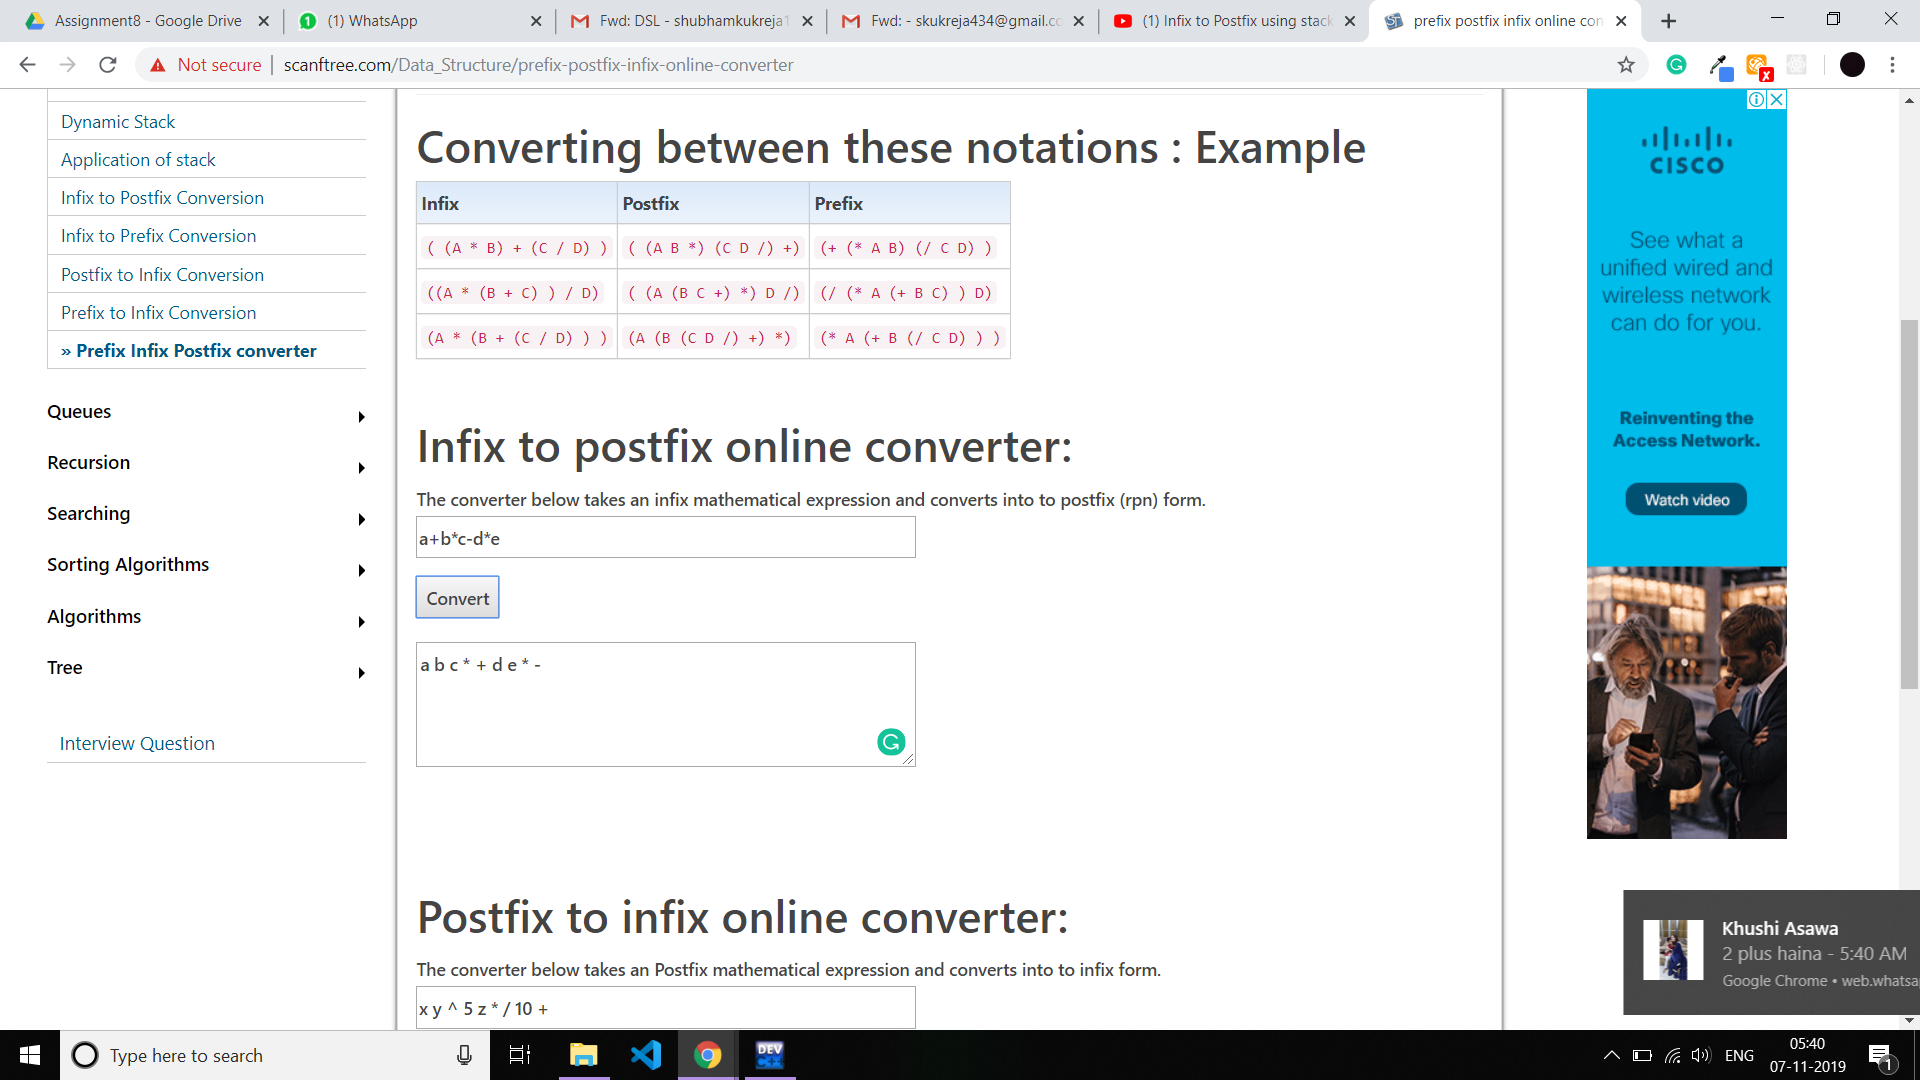 Assignment8 - Google Drive
(1) WhatsApp
Fwd: DSL - shubhamkukreja1
Fwd: - skukreja434@gmail.co
(1) Infix to Postfix using stack
prefix postfix infix online con
Not secure | scanftree.com/Data_Structure/prefix-postfix-infix-online-converter
Dynamic Stack
Application of stack
Infix to Postfix Conversion
Infix to Prefix Conversion
Postfix to Infix Conversion
Prefix to Infix Conversion
» Prefix Infix Postfix converter
Queues
Recursion
Searching
Sorting Algorithms
Algorithms
Tree
Interview Question
Converting between these notations : Example
Infix Postfix Prefix
( (A * B) + (C / D) ) ( (A B *) (C D /) +) (+ (* A B) (/ C D) )
((A * (B + C) ) / D) ( (A (B C +) *) D /) (/ (* A (+ B C) ) D)
(A * (B + (C / D) ) ) (A (B (C D /) +) *) (* A (+ B (/ C D) ) )
Infix to postfix online converter:
The converter below takes an infix mathematical expression and converts into to postfix (rpn) form.
a+b*c-d*e
Convert
a b c * + d e * -
Postfix to infix online converter:
The converter below takes an Postfix mathematical expression and converts into to infix form.
x y ^ 5 z * / 10 +
CISCO
See what a
unified wired and
wireless network
can do for you.
Reinventing the
Access Network.
Watch video
Khushi Asawa
2 plus haina - 5:40 AM
Google Chrome • web.whatsa
Type here to search
DEV
C++
ENG
05:40
07-11-2019
1